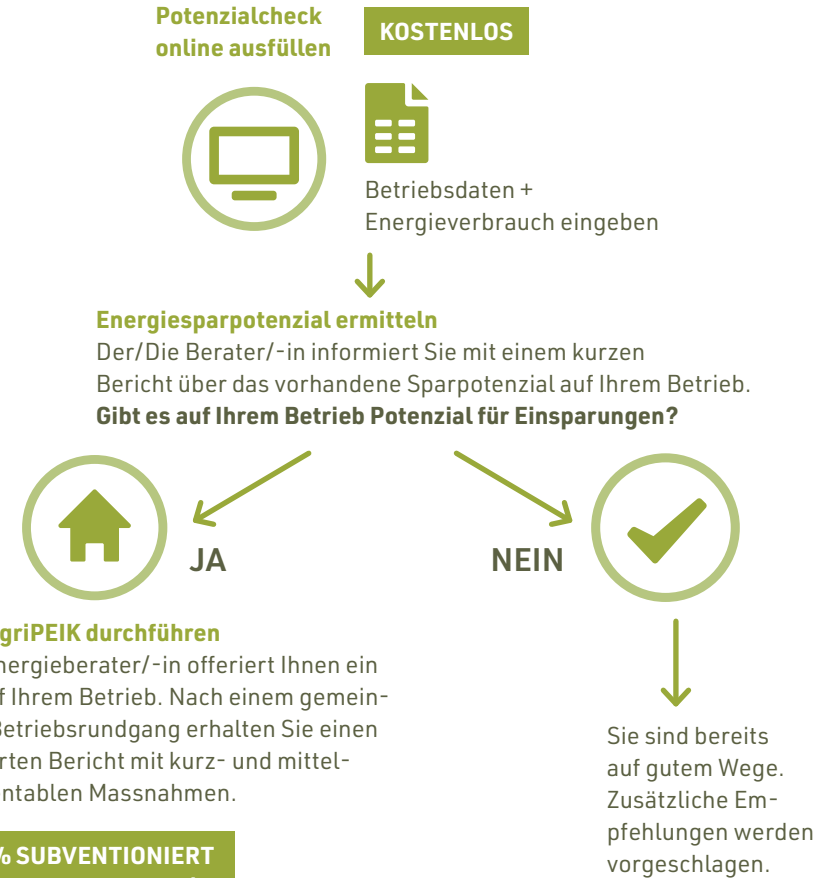 Potenzialcheck
online ausfüllen
KOSTENLOS
Betriebsdaten +
Energieverbrauch eingeben
Energiesparpotenzial ermitteln
Der/Die Berater/-in informiert Sie mit einem kurzen
Bericht über das vorhandene Sparpotenzial auf Ihrem Betrieb.
Gibt es auf Ihrem Betrieb Potenzial für Einsparungen?
JA
NEIN
griPEIK durchführen
nergieberater/-in offeriert Ihnen ein
f Ihrem Betrieb. Nach einem gemein-
Betriebsrundgang erhalten Sie einen
rten Bericht mit kurz- und mittel-
ntablen Massnahmen.
% SUBVENTIONIERT
Sie sind bereits
auf gutem Wege.
Zusätzliche Em-
pfehlungen werden
vorgeschlagen.